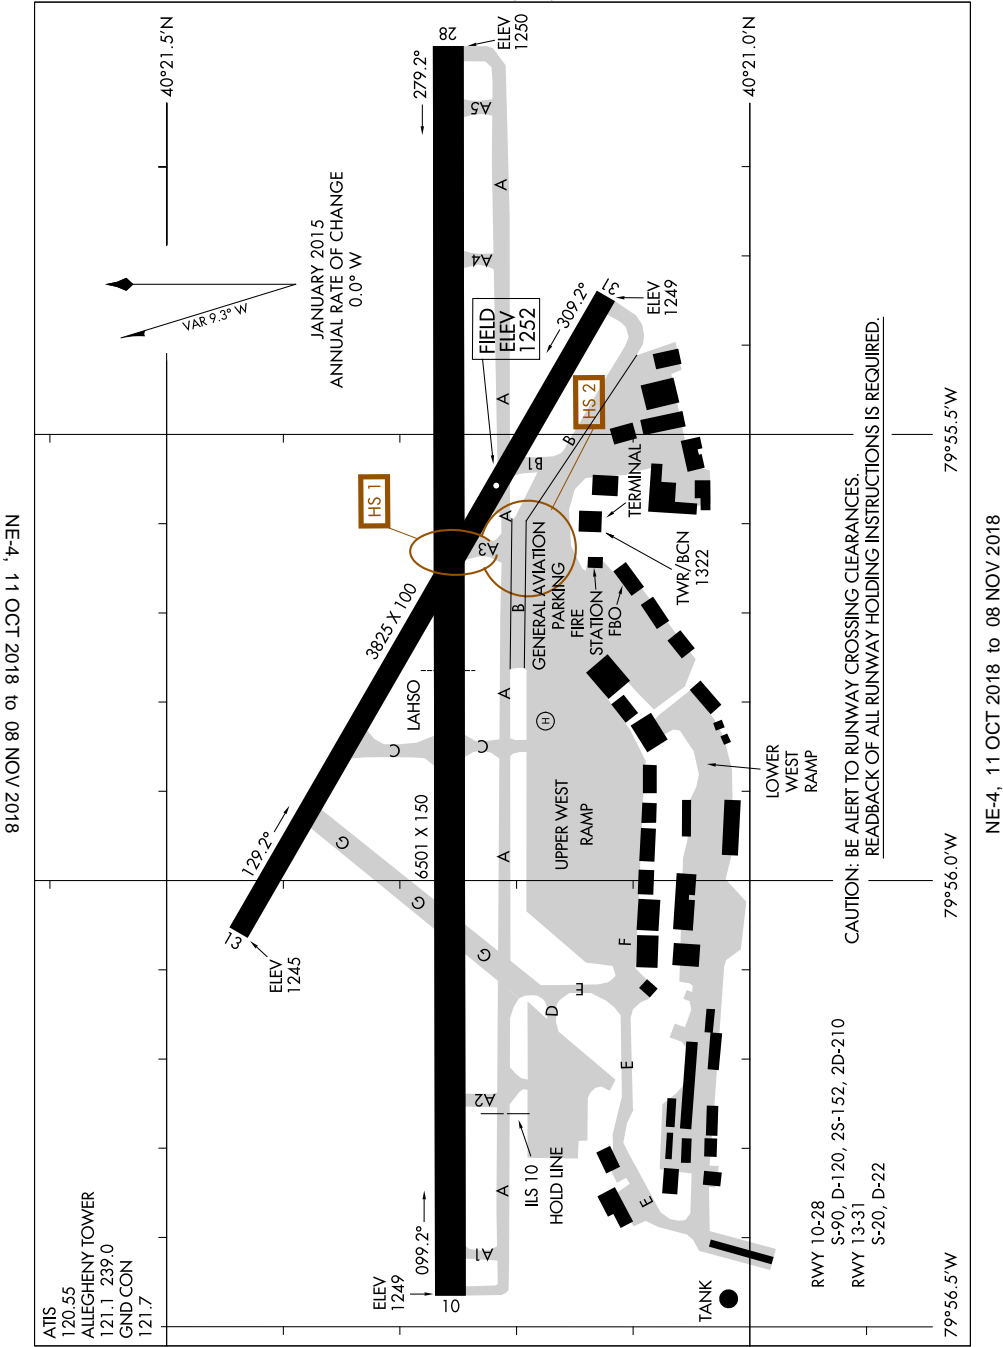 ATIS
120.55
ALLEGHENY TOWER
121.1 239.0
GND CON
121.7
40°21.5'N
40°21.0'N
JANUARY 2015
ANNUAL RATE OF CHANGE
0.0° W
VAR 9.3° W
28
ELEV
1250
279.2°
A5
A
A4
FIELD
ELEV
1252
309.2°
31
ELEV
1249
A
HS 2
HS 1
B
B1
A
A3
B
TERMINAL
TWR/BCN
1322
GENERAL AVIATION
PARKING
FIRE
STATION
FBO
3825 X 100
LAHSO
A
H
C
C
LOWER
WEST
RAMP
UPPER WEST
RAMP
A
6501 X 150
129.2°
13
ELEV
1245
G
G
G
F
E
D
E
E
A2
ILS 10
HOLD LINE
A
A1
099.2°
10
ELEV
1249
TANK
79°55.5'W
79°56.0'W
79°56.5'W
CAUTION: BE ALERT TO RUNWAY CROSSING CLEARANCES.
READBACK OF ALL RUNWAY HOLDING INSTRUCTIONS IS REQUIRED.
RWY 10-28
S-90, D-120, 2S-152, 2D-210
RWY 13-31
S-20, D-22
NE-4, 11 OCT 2018 to 08 NOV 2018
NE-4, 11 OCT 2018 to 08 NOV 2018